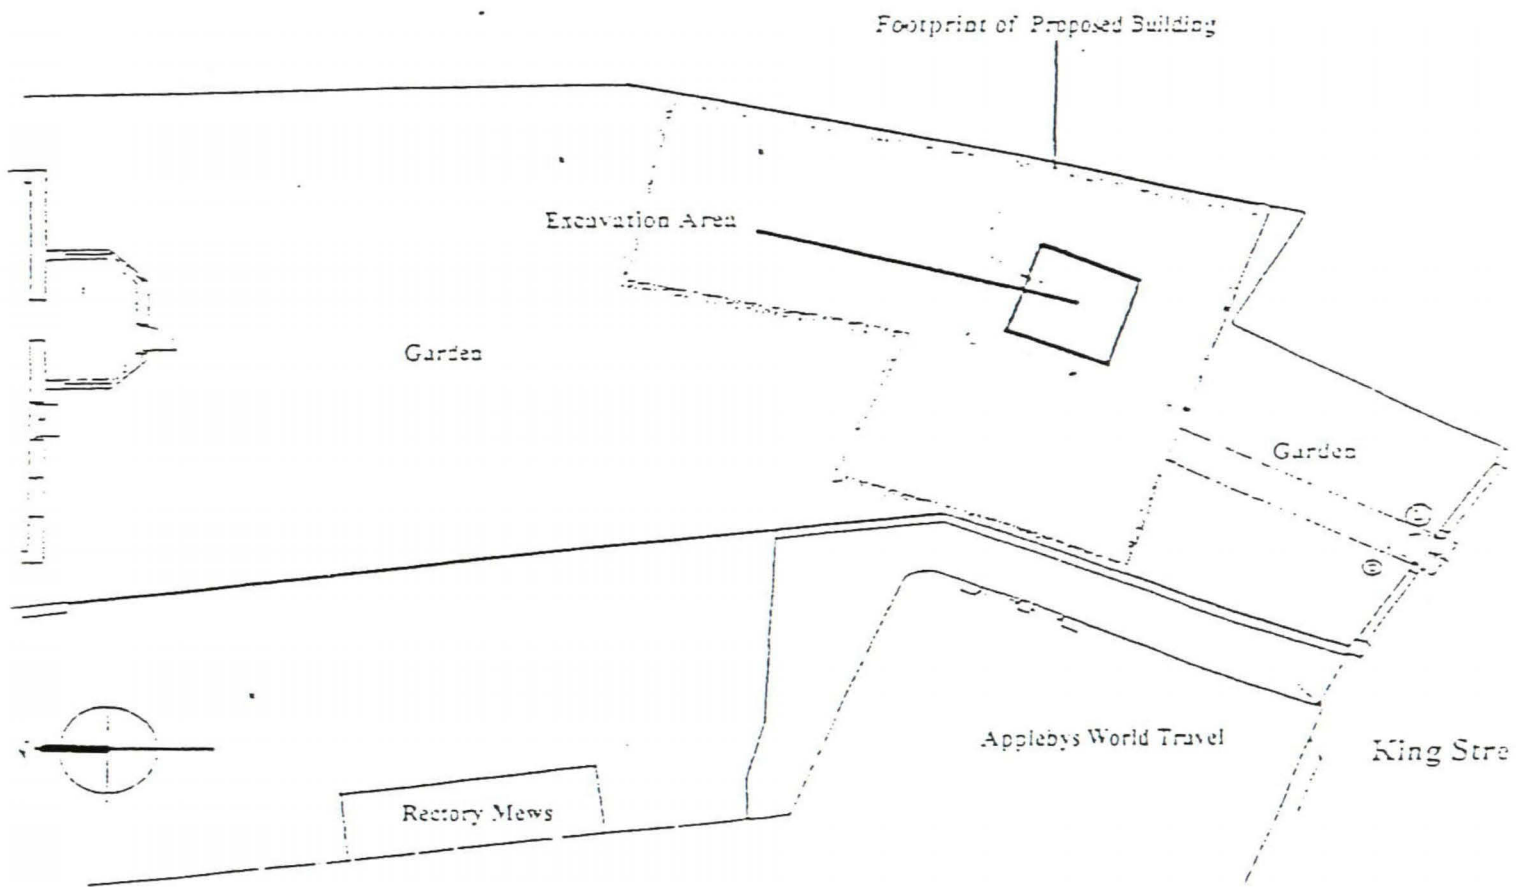 Footprint of Proposed Building
Excavation Area
Garden
Garden
Applebys World Travel
King Stre
Rectory Mews